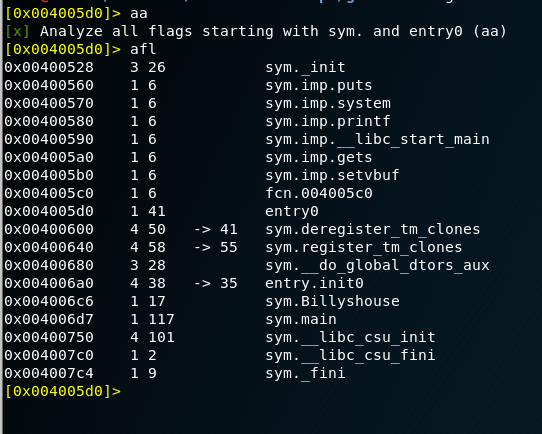 [0x004005d0]> aa
[x] Analyze all flags starting with sym. and entry0 (aa)
[0x004005d0]> afl
0x00400528    3 26           sym._init
0x00400560    1 6            sym.imp.puts
0x00400570    1 6            sym.imp.system
0x00400580    1 6            sym.imp.printf
0x00400590    1 6            sym.imp.__libc_start_main
0x004005a0    1 6            sym.imp.gets
0x004005b0    1 6            sym.imp.setvbuf
0x004005c0    1 6            fcn.004005c0
0x004005d0    1 41           entry0
0x00400600    4 50   -> 41   sym.deregister_tm_clones
0x00400640    4 58   -> 55   sym.register_tm_clones
0x00400680    3 28           sym.__do_global_dtors_aux
0x004006a0    4 38   -> 35   entry.init0
0x004006c6    1 17           sym.Billyshouse
0x004006d7    1 117          sym.main
0x00400750    4 101          sym.__libc_csu_init
0x004007c0    1 2            sym.__libc_csu_fini
0x004007c4    1 9            sym._fini
[0x004005d0]>